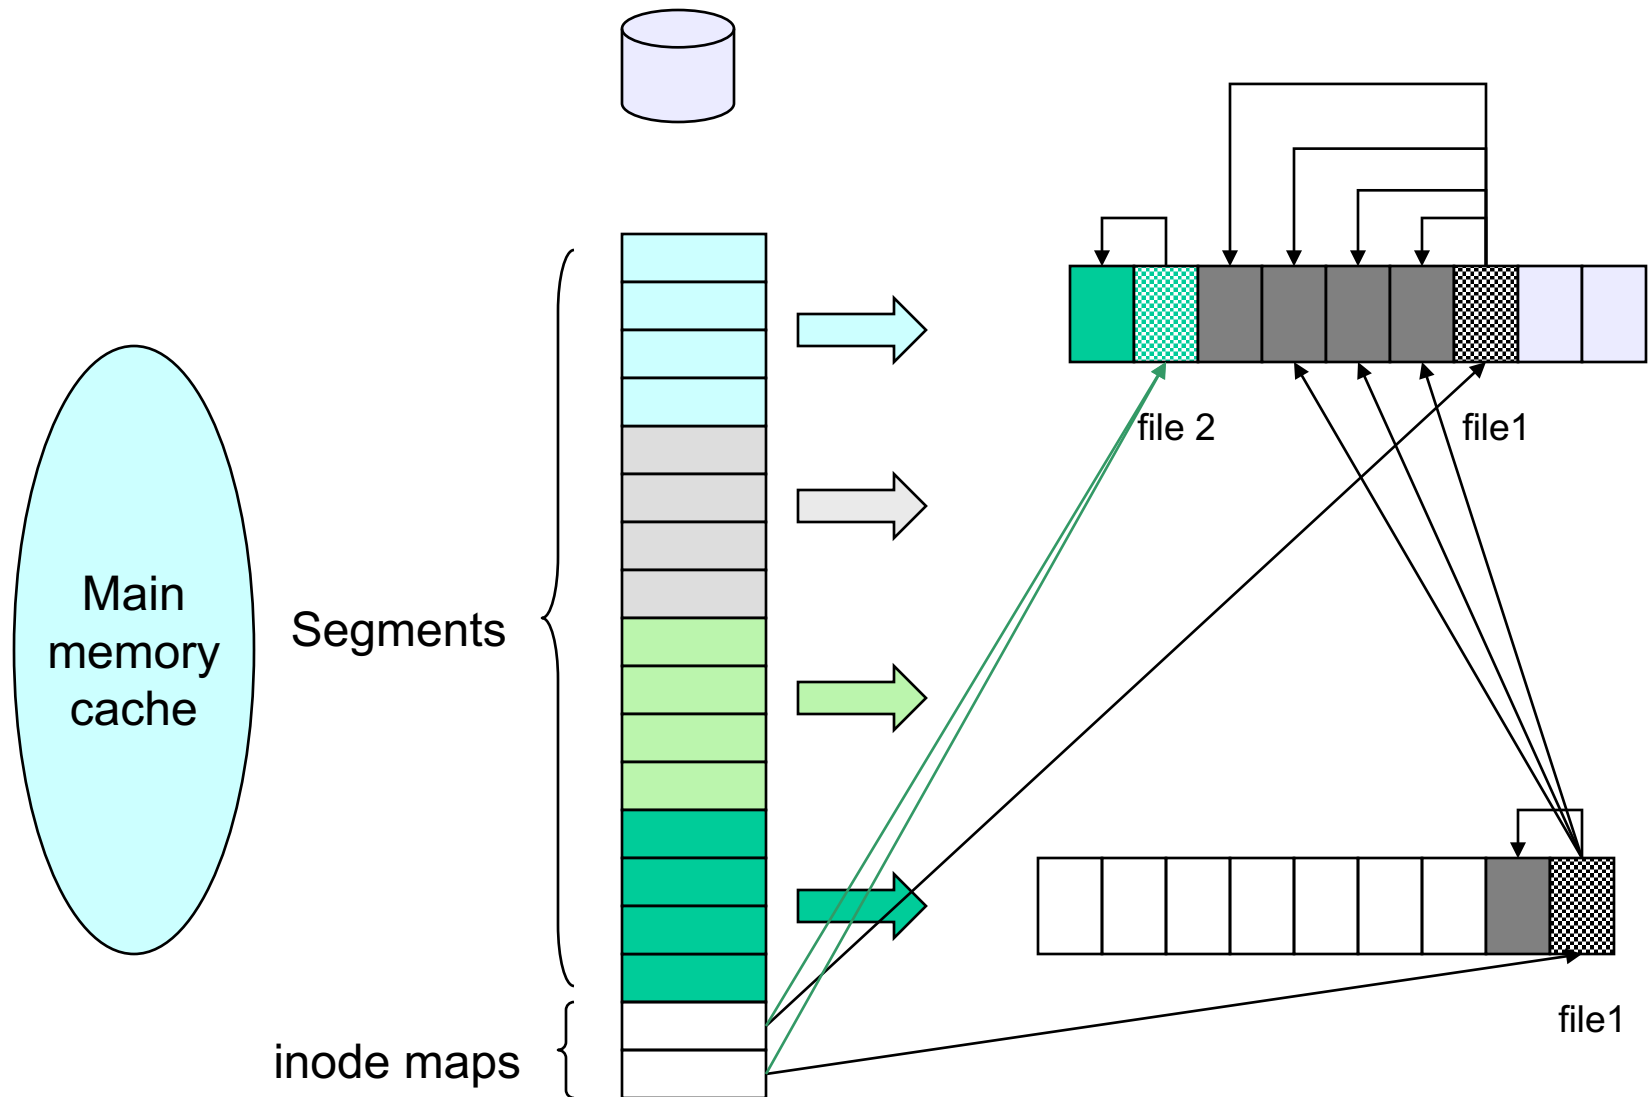 file 2
file1
Main
memory
cache
Segments
file1
inode maps